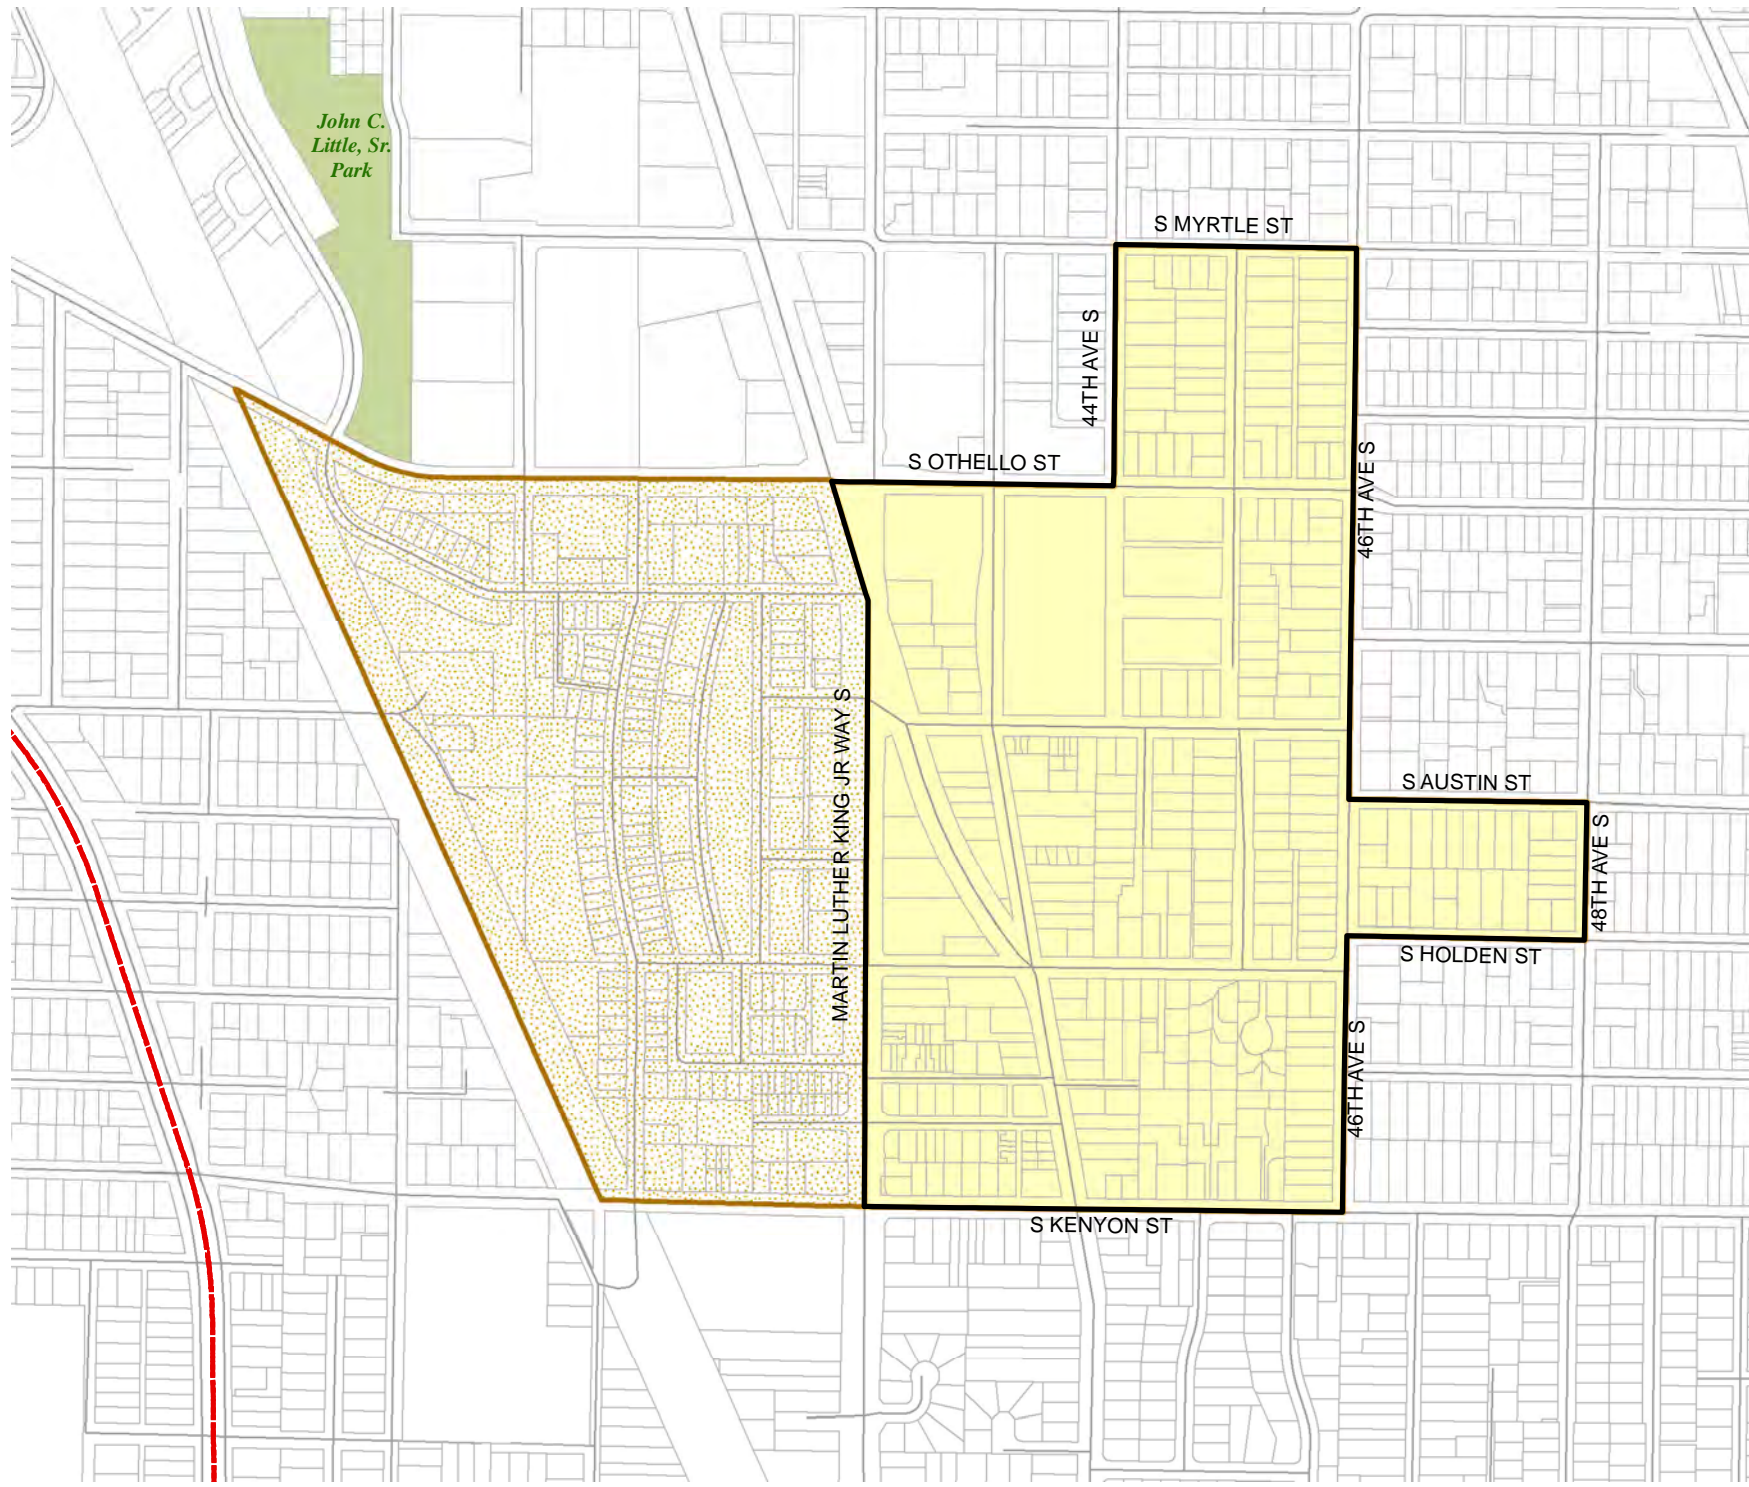 John C.
Little, Sr.
Park
S MYRTLE ST
44TH AVE S
S OTHELLO ST
46TH AVE S
MARTIN LUTHER KING JR WAY S
S AUSTIN ST
48TH AVE S
S HOLDEN ST
46TH AVE S
S KENYON ST